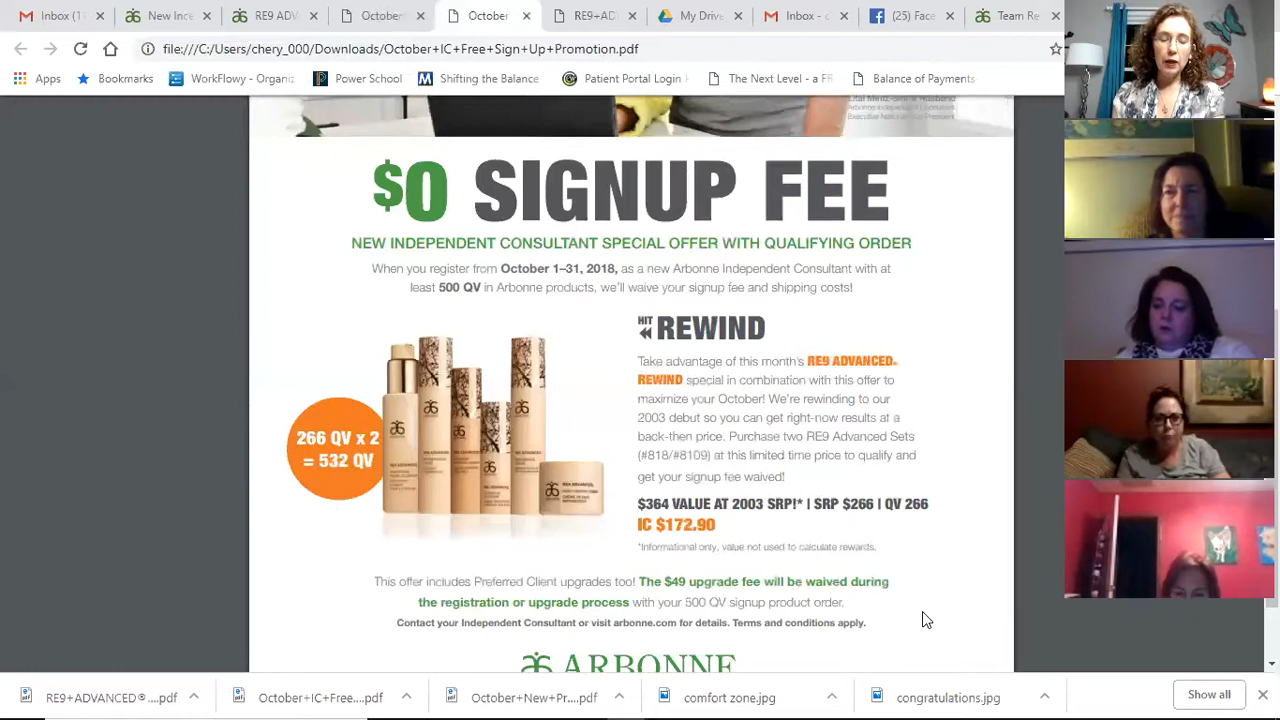 Inbox (1
New Ince
RE9 ADV
October
October
RE9+AD
My Driv
Inbox - c
(25) Face
Team Re
file:///C:/Users/chery_000/Downloads/October+IC+Free+Sign+Up+Promotion.pdf
Apps
Bookmarks
WorkFlowy - Organi
Power School
Shifting the Balance
Patient Portal Login
The Next Level - a FR
Balance of Payments
Arbonne Independent Consultant
Executive National Vice President
$0 SIGNUP FEE
NEW INDEPENDENT CONSULTANT SPECIAL OFFER WITH QUALIFYING ORDER
When you register from October 1–31, 2018, as a new Arbonne Independent Consultant with at
least 500 QV in Arbonne products, we'll waive your signup fee and shipping costs!
HIT REWIND
Take advantage of this month's RE9 ADVANCED®
REWIND special in combination with this offer to
maximize your October! We're rewinding to our
2003 debut so you can get right-now results at a
back-then price. Purchase two RE9 Advanced Sets
(#818/#8109) at this limited time price to qualify and
get your signup fee waived!
266 QV x 2
= 532 QV
$364 VALUE AT 2003 SRP!* | SRP $266 | QV 266
IC $172.90
*Informational only, value not used to calculate rewards.
This offer includes Preferred Client upgrades too! The $49 upgrade fee will be waived during
the registration or upgrade process with your 500 QV signup product order.
Contact your Independent Consultant or visit arbonne.com for details. Terms and conditions apply.
ARBONNE
RE9+ADVANCED®....pdf
October+IC+Free....pdf
October+New+Pr....pdf
comfort zone.jpg
congratulations.jpg
Show all